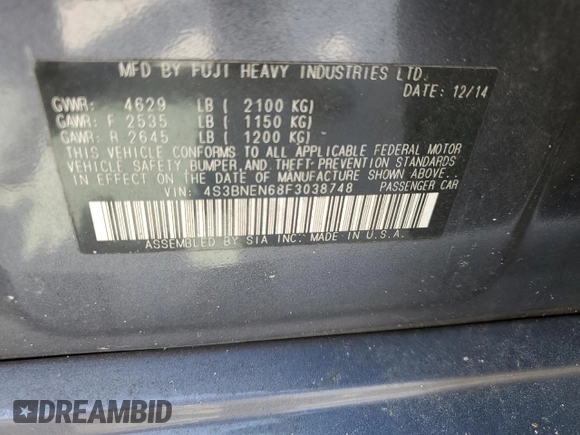 MFD BY FUJI HEAVY INDUSTRIES LTD.
DATE: 12/14
GVWR: 4629 LB ( 2100 KG)
GAWR: F 2535 LB ( 1150 KG)
GAWR: R 2645 LB ( 1200 KG)
THIS VEHICLE CONFORMS TO ALL APPLICABLE FEDERAL MOTOR
VEHICLE SAFETY, BUMPER, AND THEFT PREVENTION STANDARDS
IN EFFECT ON THE DATE OF MANUFACTURE SHOWN ABOVE.
VIN: 4S3BNEN68F3038748 PASSENGER CAR
ASSEMBLED BY SIA INC. MADE IN U.S.A.
DREAMBID